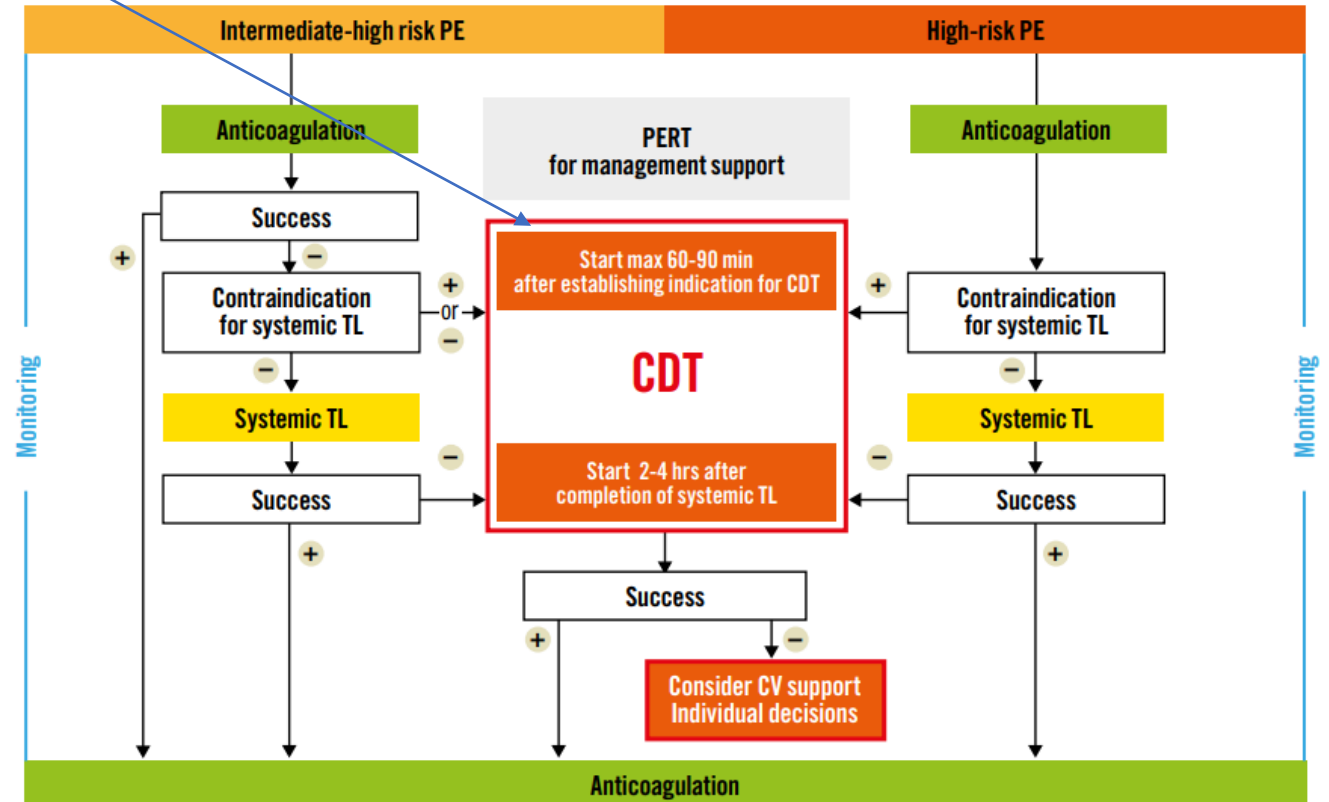 Intermediate-high risk PE
High-risk PE
Anticoagulation
PERT
for management support
Anticoagulation
Success
+
−
Start max 60-90 min
after establishing indication for CDT
Contraindication
for systemic TL
+
or
−
+
Contraindication
for systemic TL
CDT
Monitoring
Monitoring
−
−
Systemic TL
Systemic TL
−
−
Start 2-4 hrs after
completion of systemic TL
Success
Success
+
+
Success
+
−
Consider CV support
Individual decisions
Anticoagulation